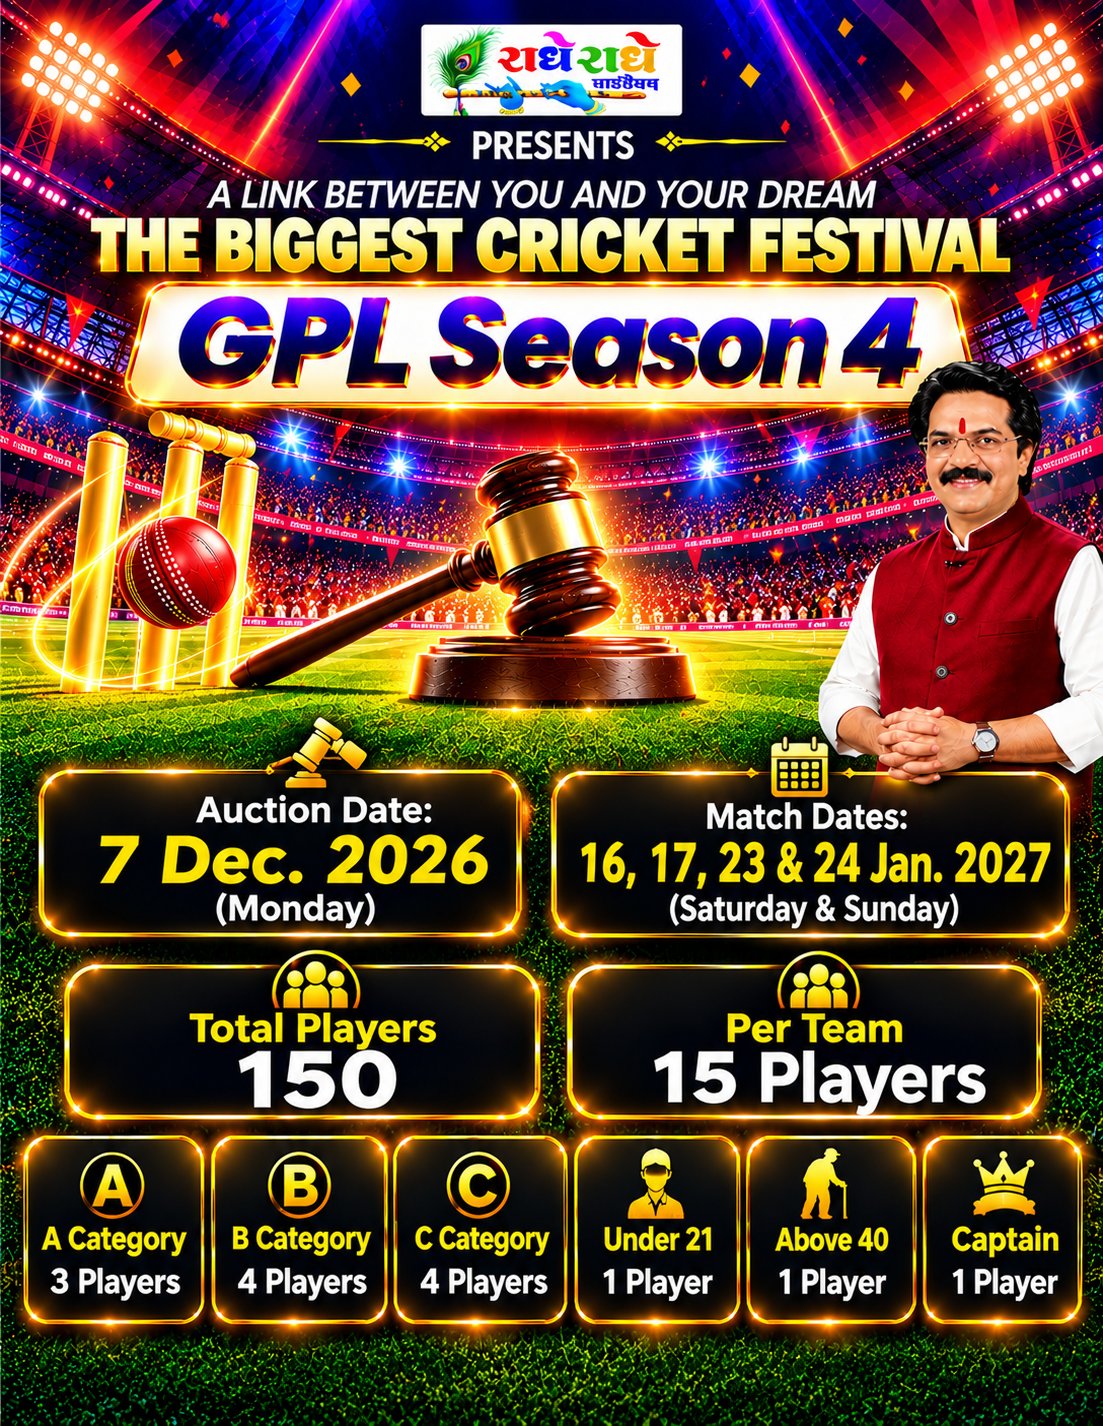 राधे राधे
साउंड्स
PRESENTS
A LINK BETWEEN YOU AND YOUR DREAM
THE BIGGEST CRICKET FESTIVAL
GPL Season 4
Auction Date:
7 Dec. 2026
(Monday)
Match Dates:
16, 17, 23 & 24 Jan. 2027
(Saturday & Sunday)
Total Players
150
Per Team
15 Players
A
A Category
3 Players
B
B Category
4 Players
C
C Category
4 Players
Under 21
1 Player
Above 40
1 Player
Captain
1 Player